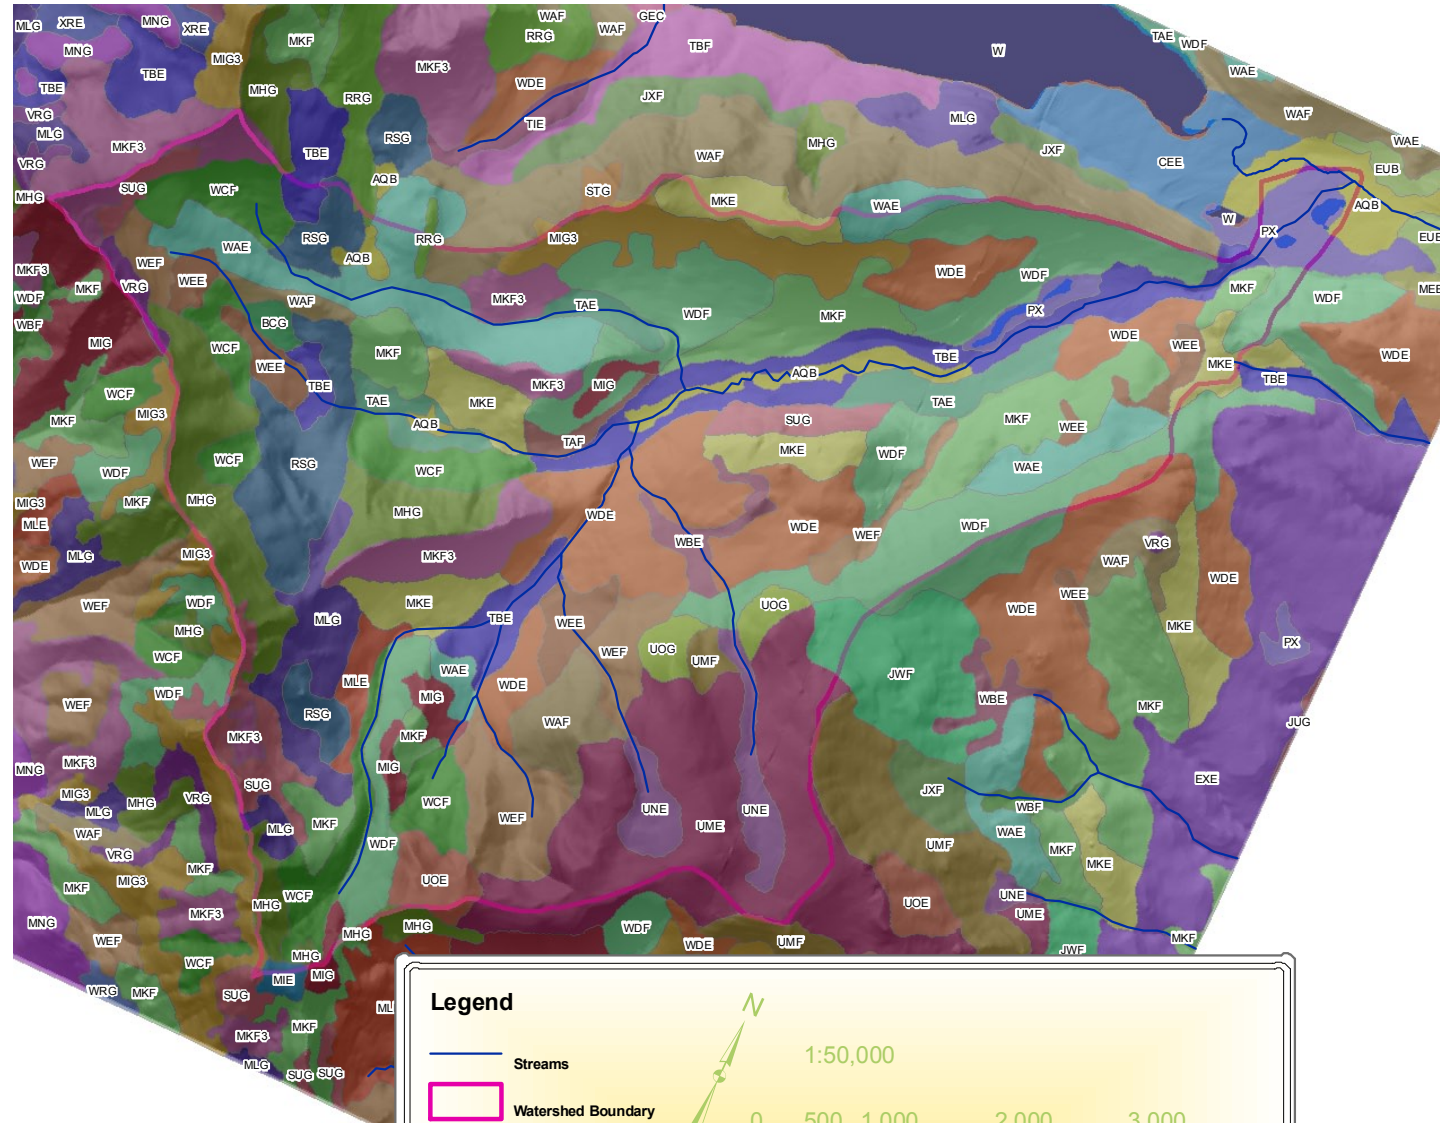 MLG XRE MNG XRE MKF WAF RRG WAF GEC TBF W TAE WDF
MNG TBE MIG3 MHG RRG MKF3 WDE JXF WAE
TBE VRG MLG MKF3 TBE RSG TIE MHG MLG WAF
VRG AQB WAF JXF CEE WAE EUB
MHG SUG WCF STG MKE WAE W AQB
WAE RSG RRG MIG3 PX EUE
MKF3 WEF AQB WDE WDF
WDF MKF VRG WEE WAF MKF3 TAE WDF MKF PX MKF WDF MEE
WBF MIG WCF BCG MKF WDE WEE WDE
WEE TBE MKF3 MIG AQB TBE MKE TBE
WCF MIG3 TAE MKE TAE
MKF AQB TAF SUG MKF WEE
WEF WDF WCF RSG WCF MKE WDF WAE
MIG3 MKF MHG MHG WDE WDE WEF WDF
MLE MLG MIG3 MKF3 WBE WAF VRG
WDE WDE
WEF WDF MKE UOG WDE WEE
MHG MLG TBE WEE MKE
WCF WEF UOG UMF PX
WDF MLE WAE WDE JWF
WEF RSG MIG WAF WBE MKF JUG
MKF3 MKF
MNG MKF3 MIG EXE
MIG3 MLG MHG VRG SUG WCF WEF UNE UNE JXF WBF
WAF MLG MKF UME WAE
VRG WDF UMF MKF MKE
MKF MIG3 MKF UOE
MNG MKF3 MHG WCF UOE UNE UME
WEF MHG MHG WDF WDE UMF JWF MKF
WCF MHG MIE MIG
WRG MKF SUG ML
MKF3 MKF
MLG SUG SUG
Legend
N
1:50,000
Streams
Watershed Boundary
0 500 1,000 2,000 3,000